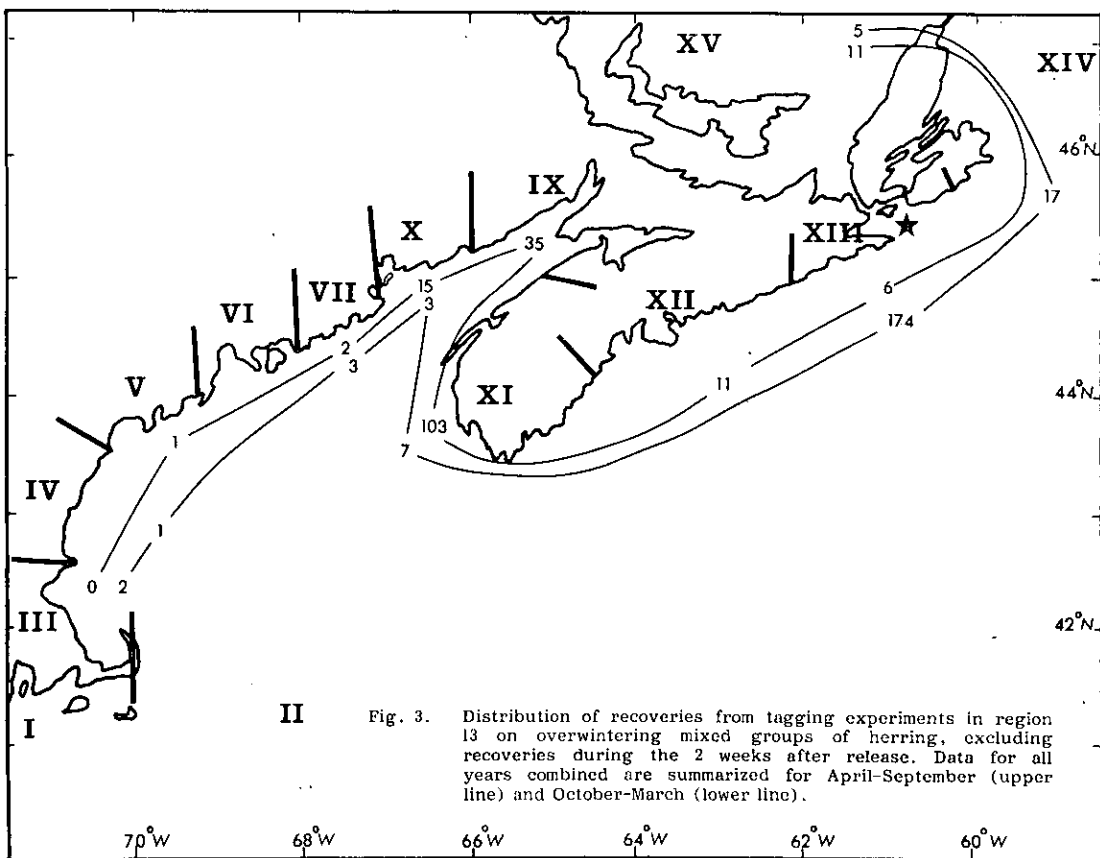 5
XV
11
XIV
46°N
IX
17
X
35
XIII
VII
15
6
3
XII
174
VI
2
3
V
11
44°N
XI
103
1
7
IV
1
0
2
III
42°N
II
I
Fig. 3. Distribution of recoveries from tagging experiments in region
13 on overwintering mixed groups of herring, excluding
recoveries during the 2 weeks after release. Data for all
years combined are summarized for April-September (upper
line) and October-March (lower line).
70°W
68°W
66°W
64°W
62°W
60°W